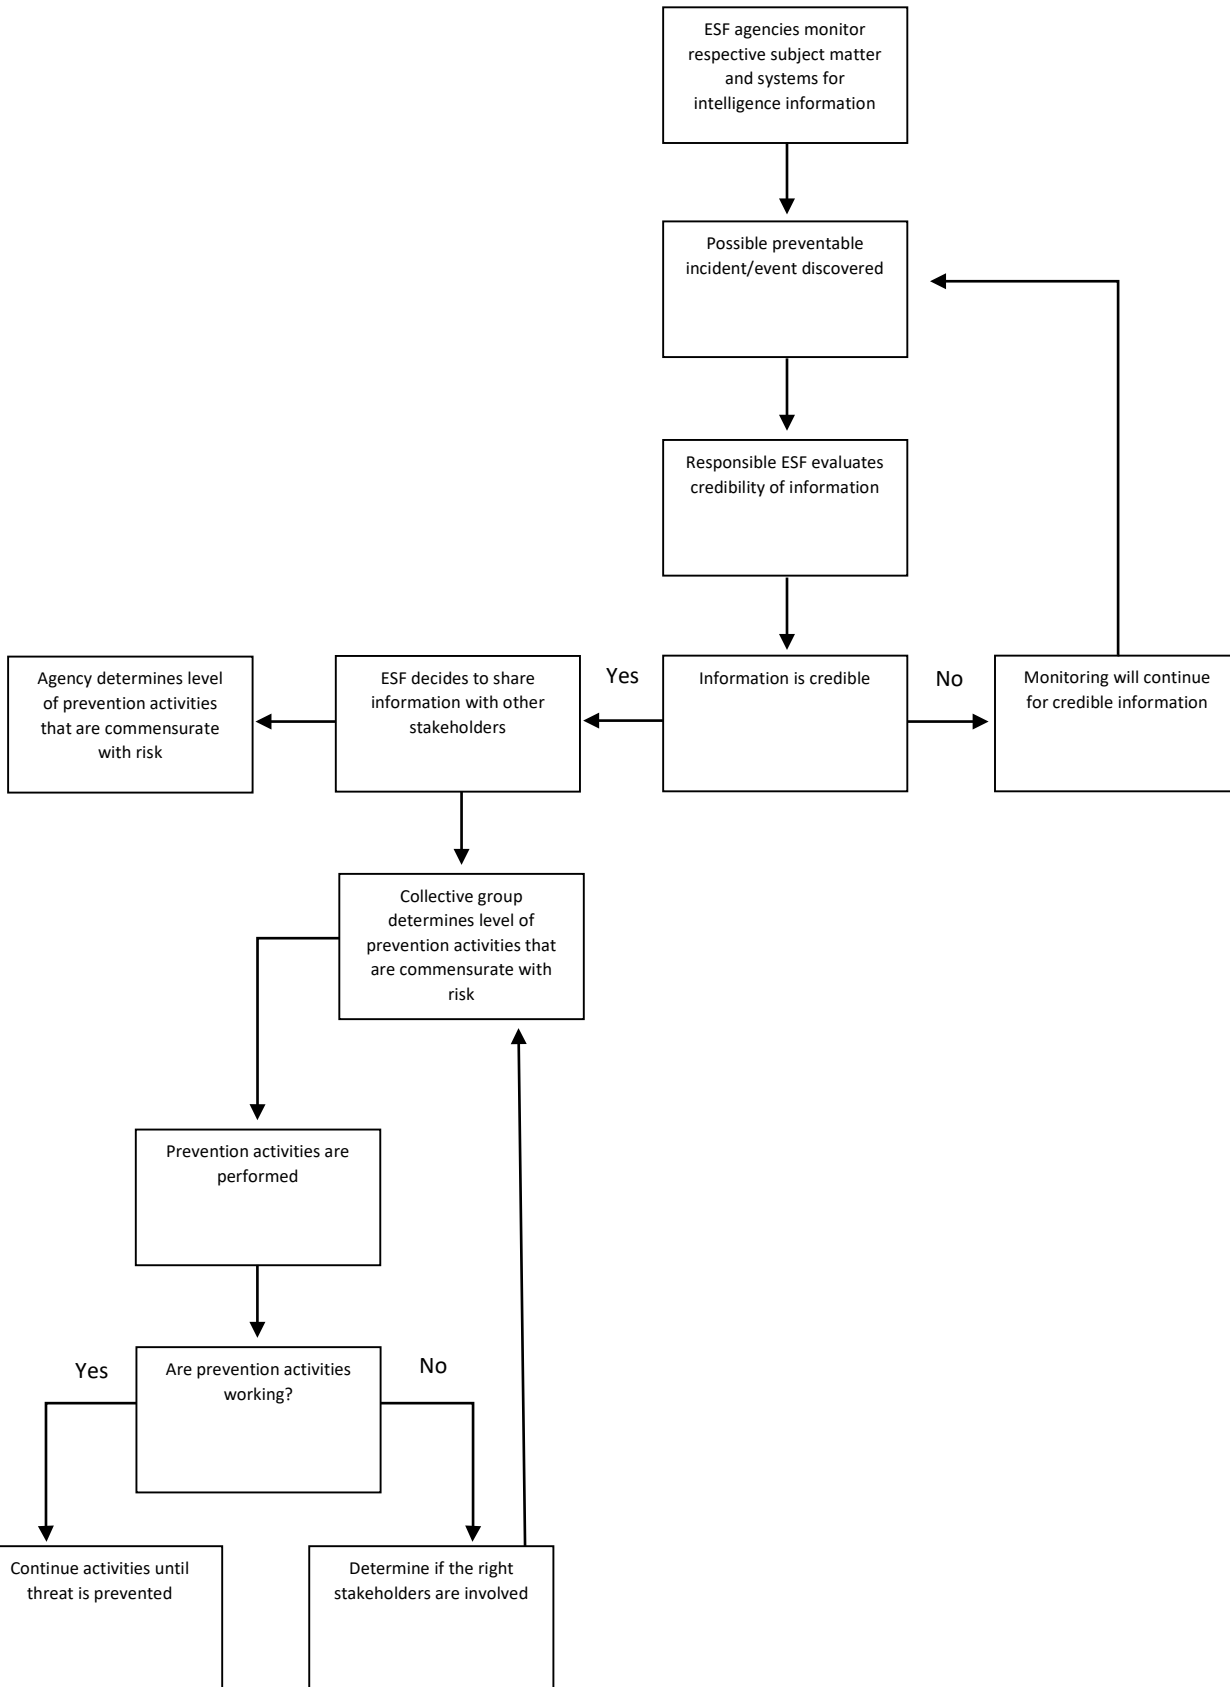 ESF agencies monitor
respective subject matter
and systems for
intelligence information
Possible preventable
incident/event discovered
Responsible ESF evaluates
credibility of information
Agency determines level
of prevention activities
that are commensurate
with risk
ESF decides to share
information with other
stakeholders
Yes
Information is credible
No
Monitoring will continue
for credible information
Collective group
determines level of
prevention activities that
are commensurate with
risk
Prevention activities are
performed
Yes
Are prevention activities
working?
No
Continue activities until
threat is prevented
Determine if the right
stakeholders are involved